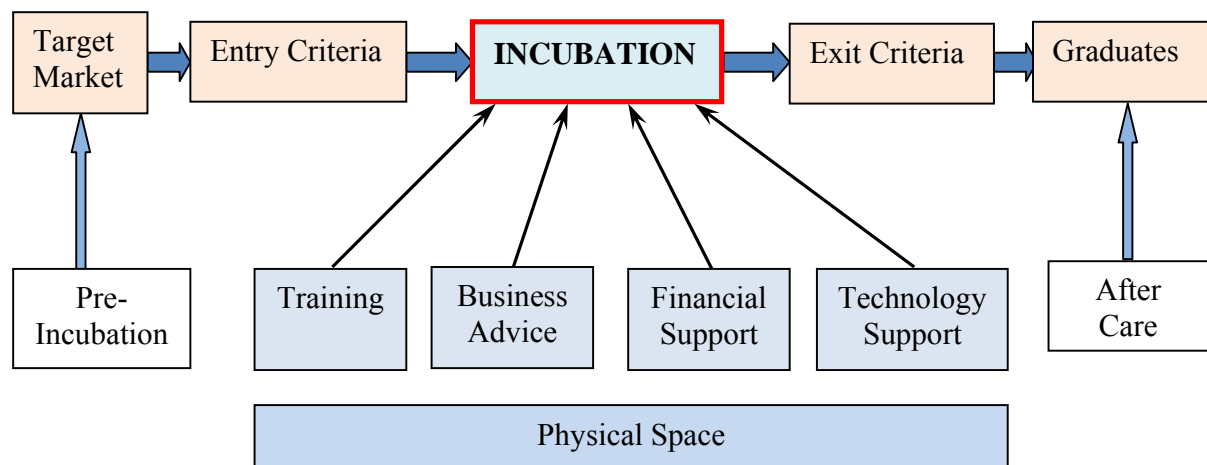 Target
Market
Entry Criteria
INCUBATION
Exit Criteria
Graduates
Pre-
Incubation
Training
Business
Advice
Financial
Support
Technology
Support
After
Care
Physical Space